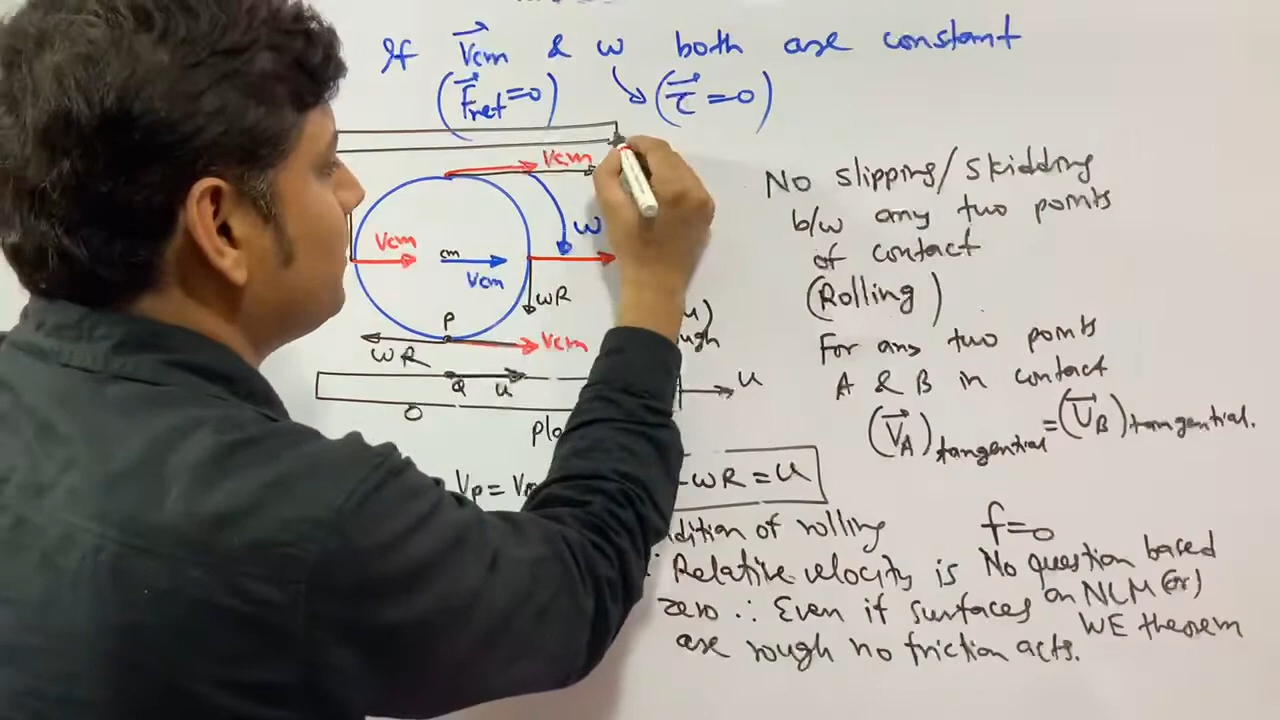 If Vcm & ω both are constant
(Fnet=0) (τ=0)
Vcm
ω
Vcm
cm
Vcm
ωR
P
Vcm
ωR
Q u
u
O
Vp=
-ωR=u
No slipping/skidding
b/w any two points
of contact
(Rolling)
For any two points
A & B in contact
(VA)tangential=(VB)tangential.
of rolling
f=0
Relative velocity is
zero ∴ Even if surfaces
are rough no friction acts.
No question based
on NLM (or)
WE theorem